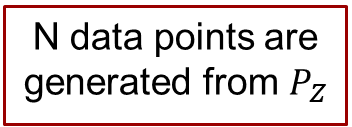 N data points are
generated from $P_Z$